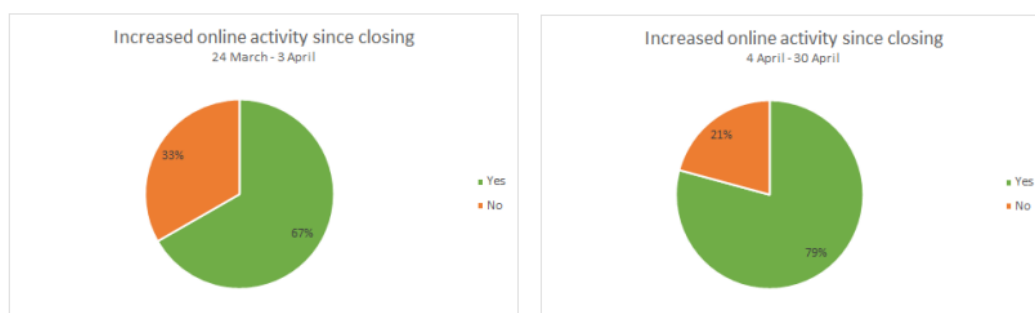 Increased online activity since closing
24 March - 3 April
33%
67%
Yes
No
Increased online activity since closing
4 April - 30 April
21%
79%
Yes
No